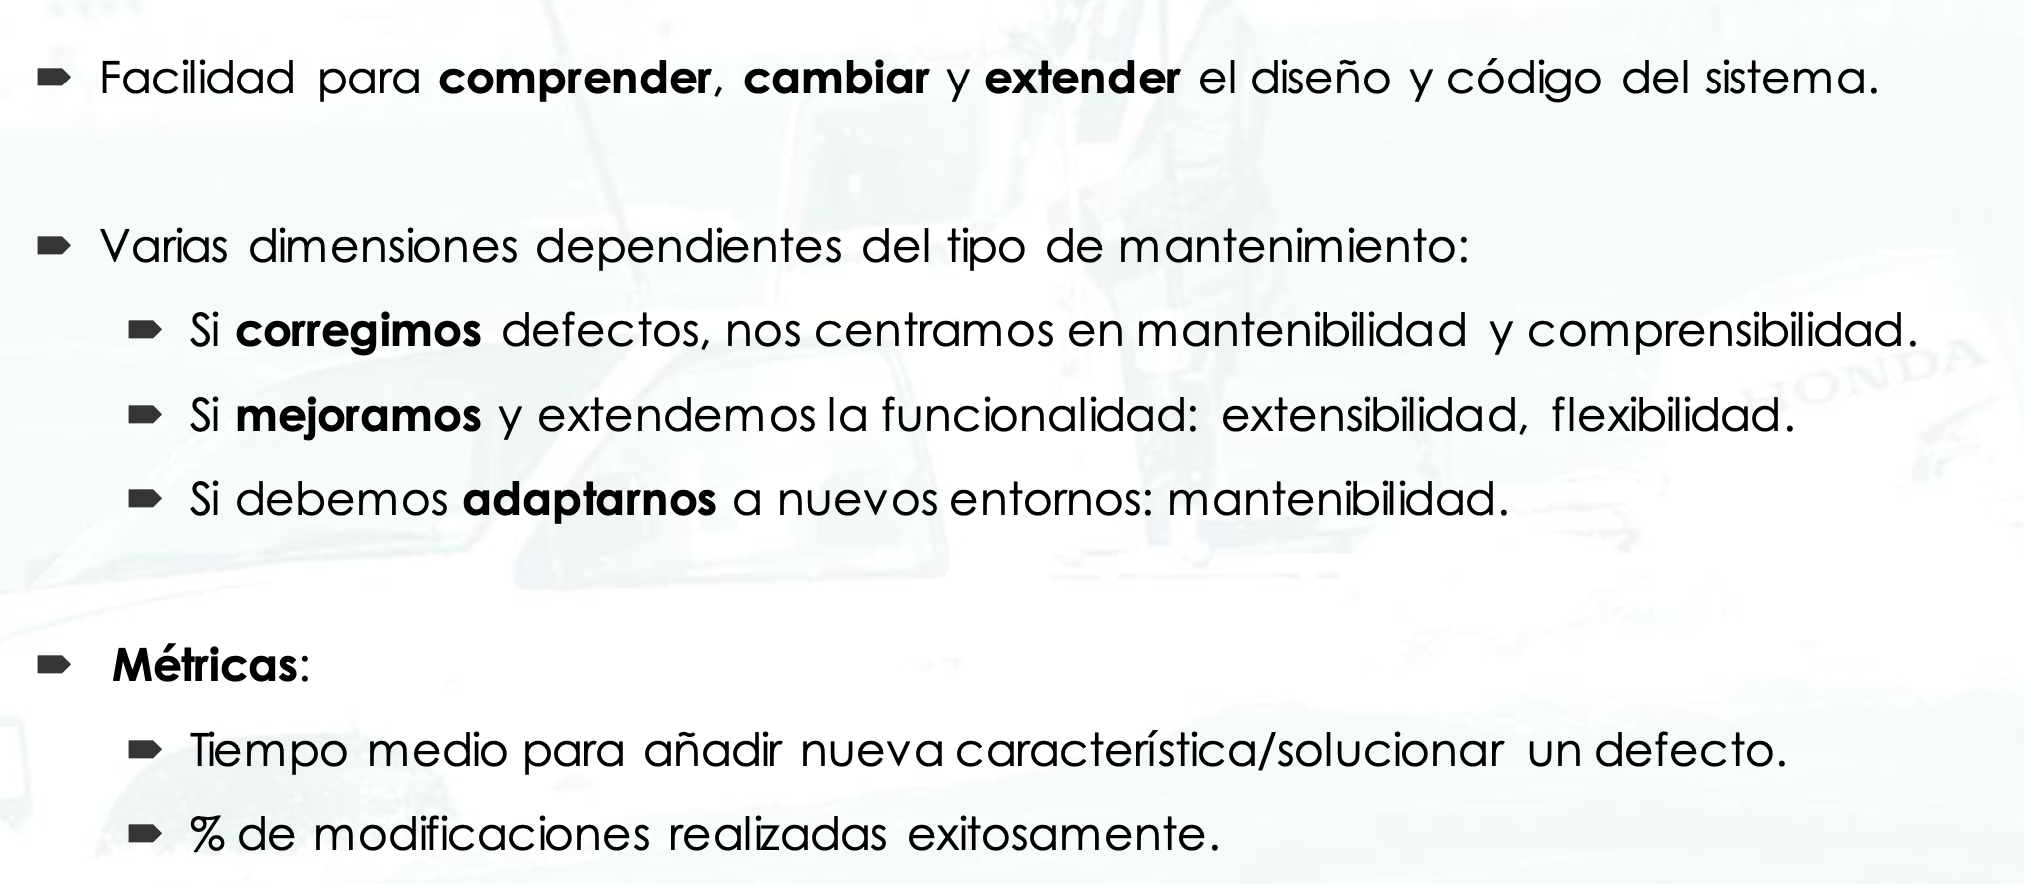 Facilidad para comprender, cambiar y extender el diseño y código del sistema.
Varias dimensiones dependientes del tipo de mantenimiento:
Si corregimos defectos, nos centramos en mantenibilidad y comprensibilidad.
Si mejoramos y extendemos la funcionalidad: extensibilidad, flexibilidad.
HONDA
Si debemos adaptarnos a nuevos entornos: mantenibilidad.
Métricas:
Tiempo medio para añadir nueva característica/solucionar un defecto.
% de modificaciones realizadas exitosamente.